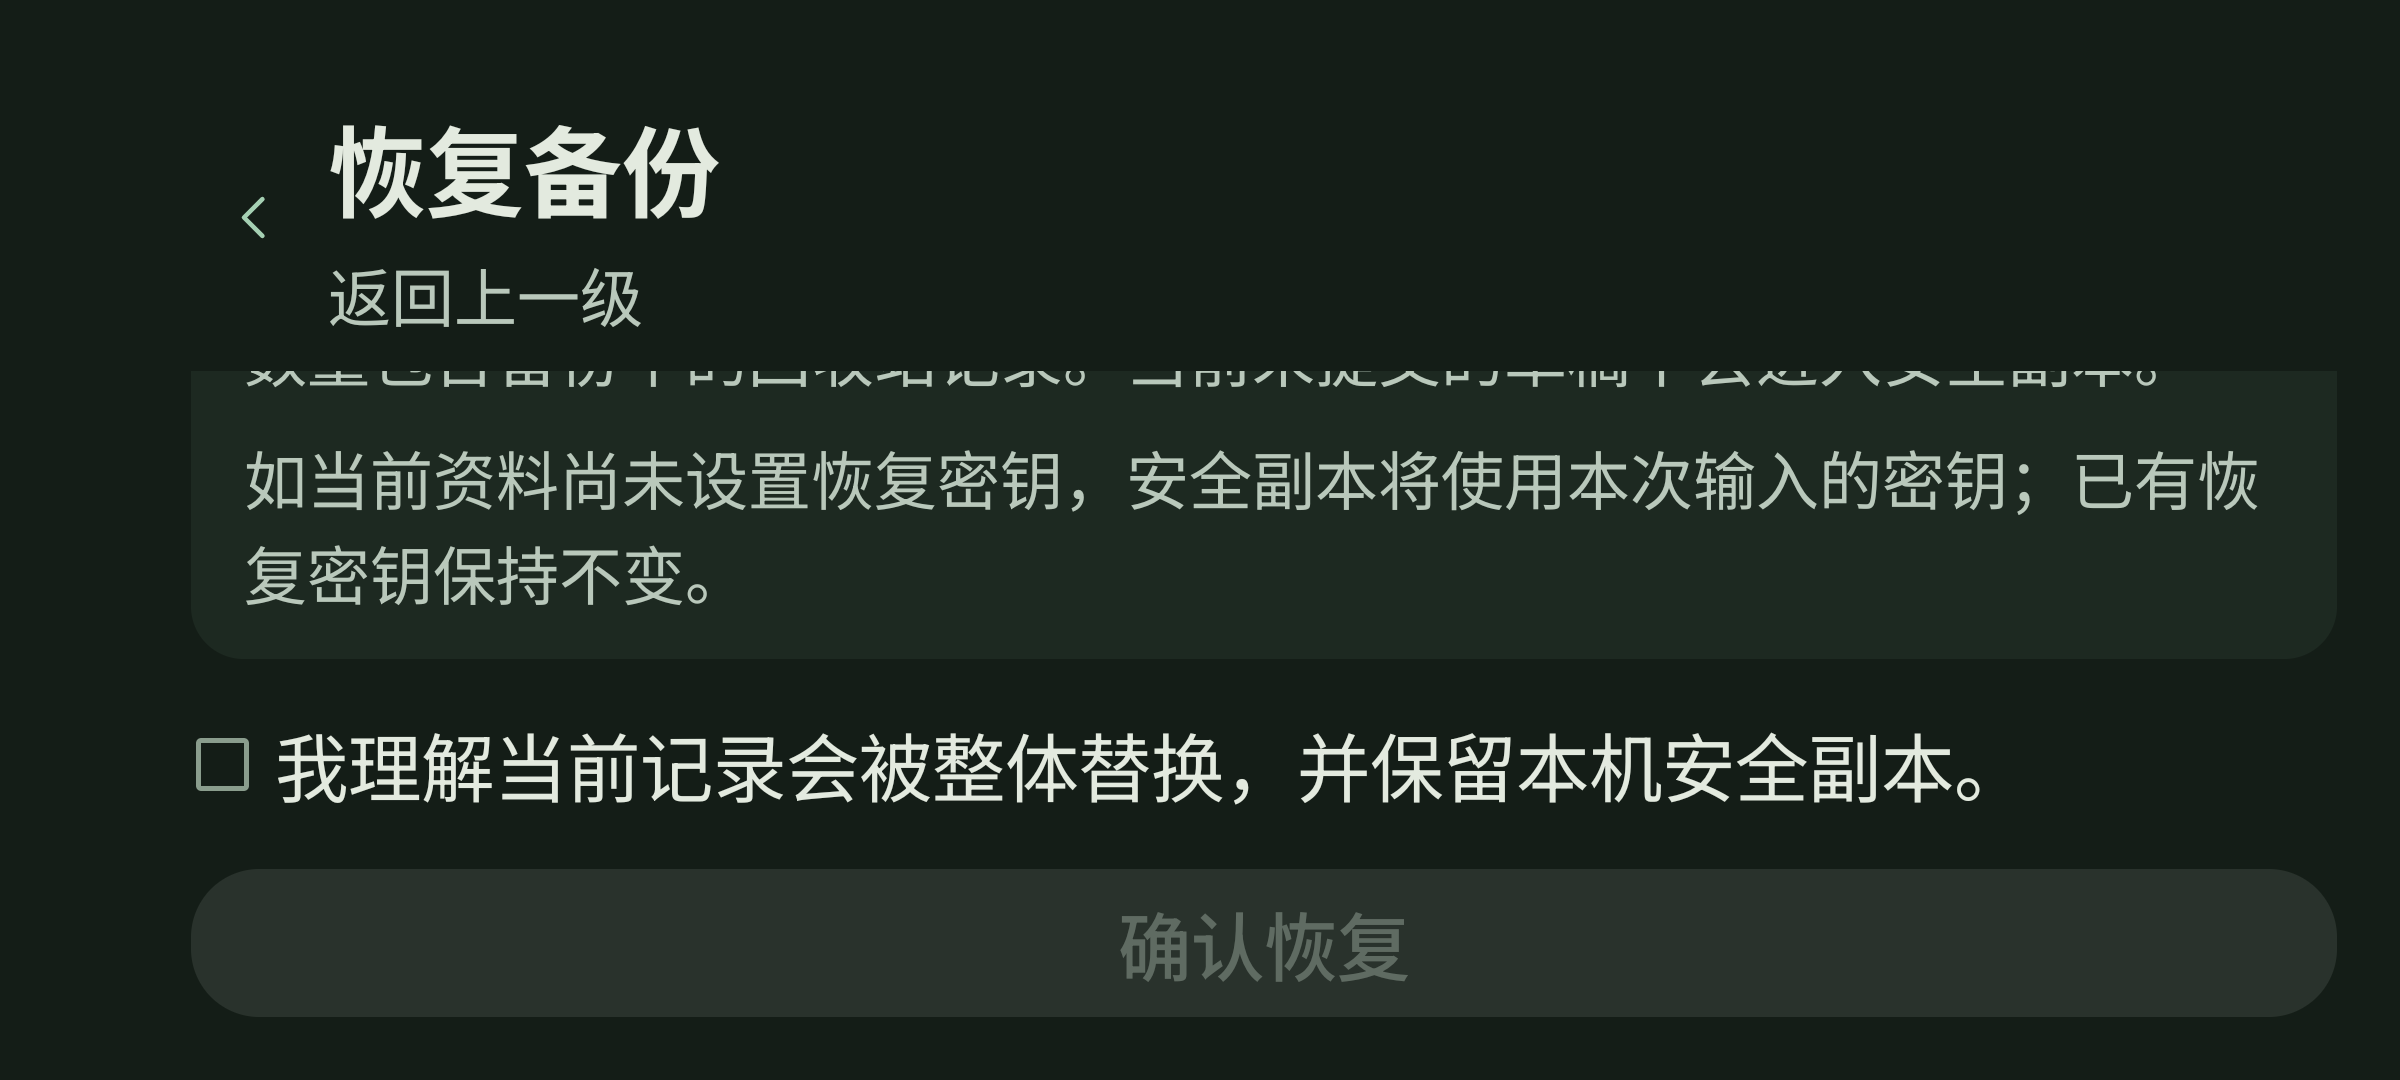 恢复备份
返回上一级
如当前资料尚未设置恢复密钥，安全副本将使用本次输入的密钥；已有恢
复密钥保持不变。
我理解当前记录会被整体替换，并保留本机安全副本。
确认恢复